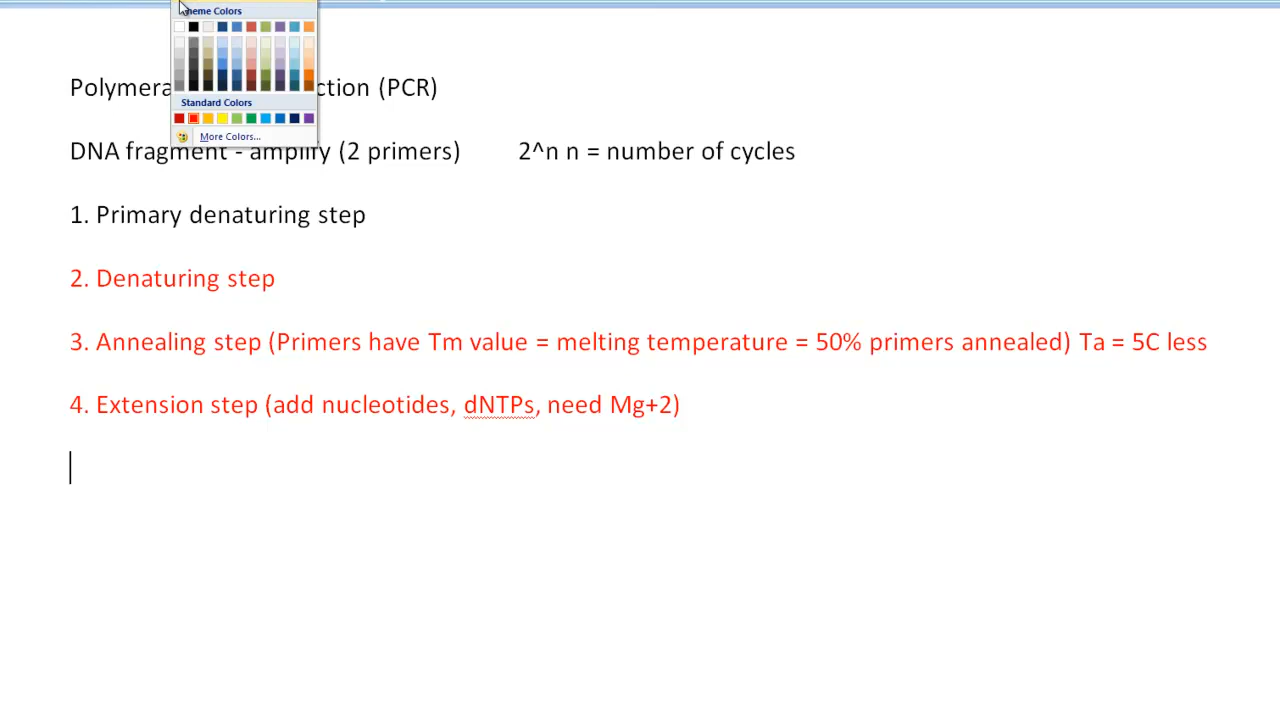 Theme Colors
Polymera ction (PCR)
Standard Colors
More Colors...
DNA fragment - amplify (2 primers) 2^n n = number of cycles
1. Primary denaturing step
2. Denaturing step
3. Annealing step (Primers have Tm value = melting temperature = 50% primers annealed) Ta = 5C less
4. Extension step (add nucleotides, dNTPs, need Mg+2)